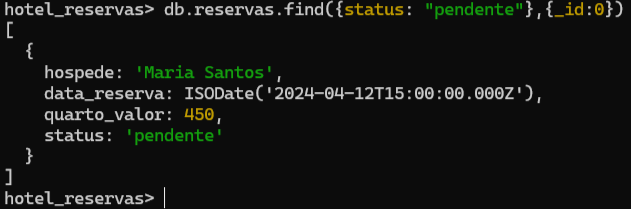 hotel_reservas> db.reservas.find({status: "pendente"},{_id:0})
[
  {
    hospede: 'Maria Santos',
    data_reserva: ISODate('2024-04-12T15:00:00.000Z'),
    quarto_valor: 450,
    status: 'pendente'
  }
]
hotel_reservas>